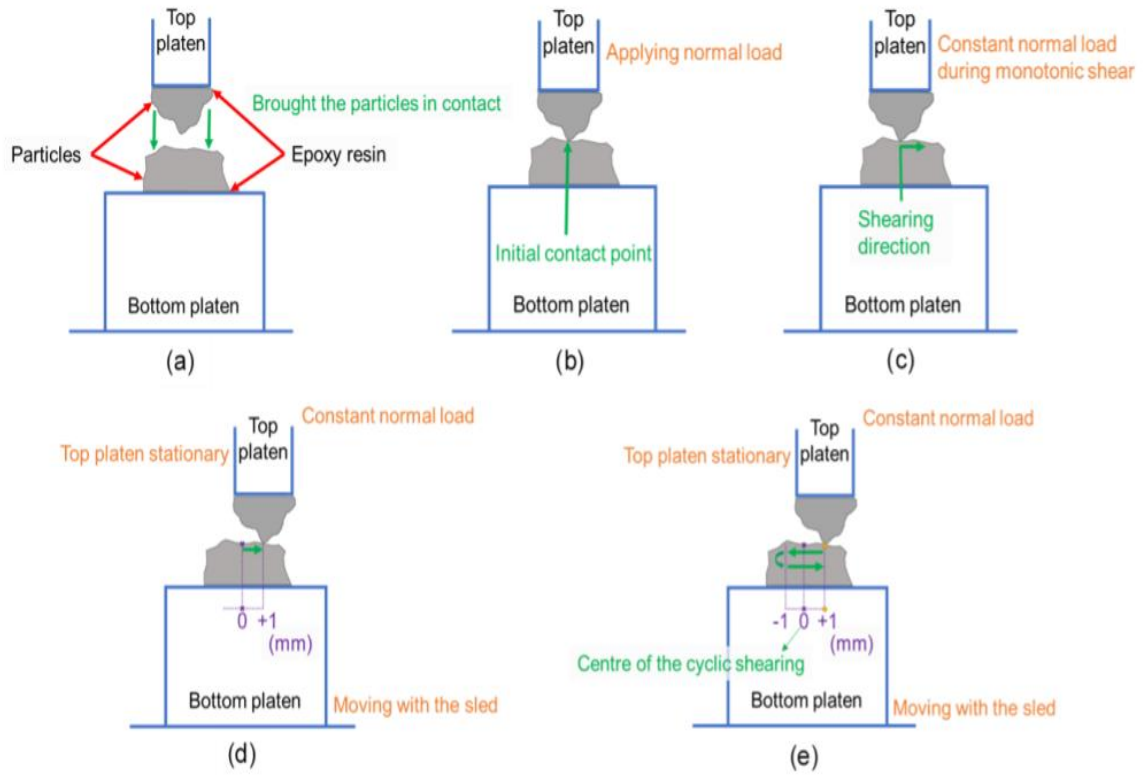 Top
platen
Brought the particles in contact
Particles
Epoxy resin
Bottom platen
(a)
Top
platen
Applying normal load
Initial contact point
Bottom platen
(b)
Top
platen
Constant normal load
during monotonic shear
Shearing
direction
Bottom platen
(c)
Constant normal load
Top
platen
Top platen stationary
0 +1
(mm)
Bottom platen
Moving with the sled
(d)
Constant normal load
Top
platen
Top platen stationary
-1 0 +1
(mm)
Centre of the cyclic shearing
Bottom platen
Moving with the sled
(e)